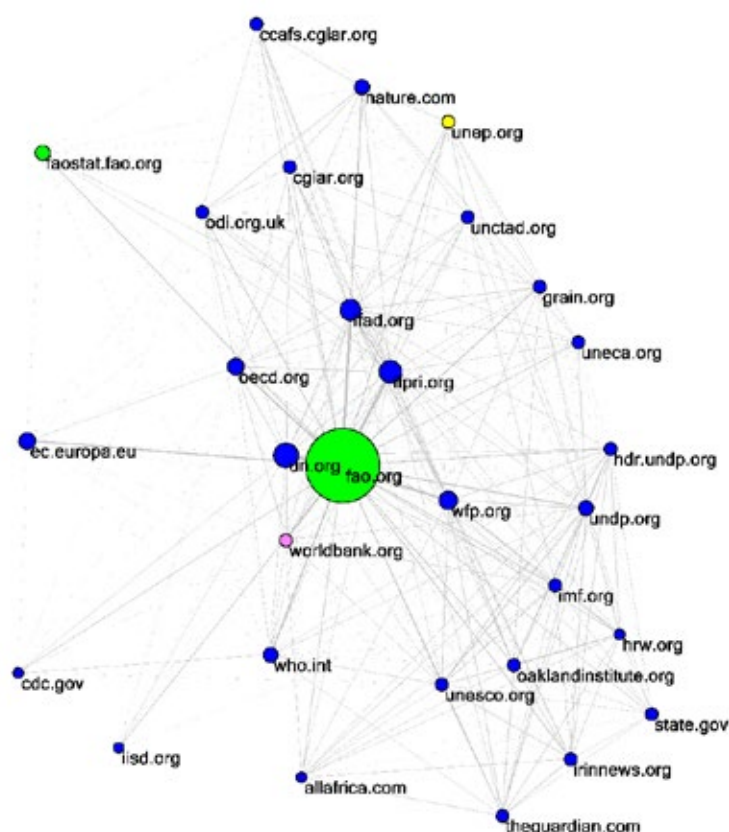 ccafs.cgiar.org
nature.com
unep.org
faostat.fao.org
cgiar.org
odi.org.uk
unctad.org
grain.org
ifad.org
uneca.org
oecd.org
ifpri.org
ec.europa.eu
hdr.undp.org
un.org
fao.org
wfp.org
undp.org
worldbank.org
imf.org
hrw.org
who.int
oaklandinstitute.org
cdc.gov
unesco.org
state.gov
iisd.org
irinnews.org
allafrica.com
theguardian.com